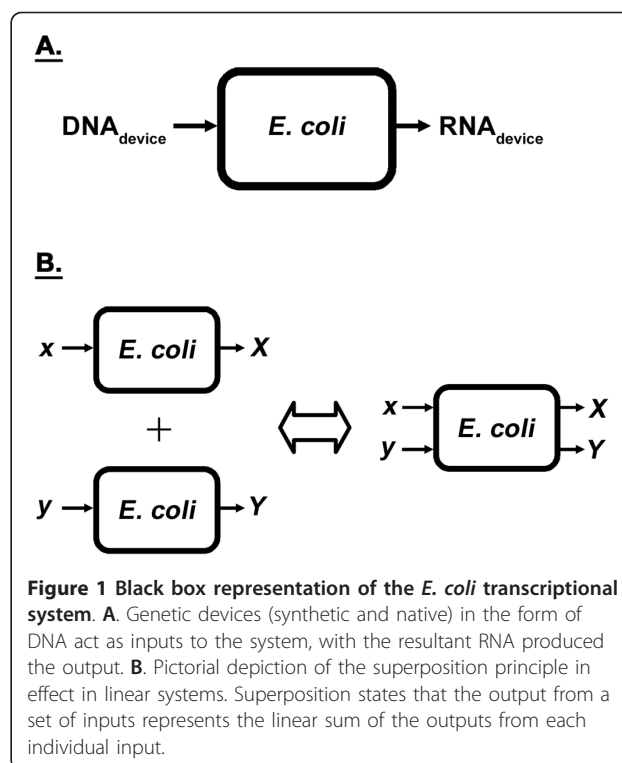 A.
DNAdevice E. coli RNAdevice
B.
x E. coli X
+
y E. coli Y
x X
y E. coli Y
Figure 1 Black box representation of the E. coli transcriptional
system. A. Genetic devices (synthetic and native) in the form of
DNA act as inputs to the system, with the resultant RNA produced
the output. B. Pictorial depiction of the superposition principle in
effect in linear systems. Superposition states that the output from a
set of inputs represents the linear sum of the outputs from each
individual input.